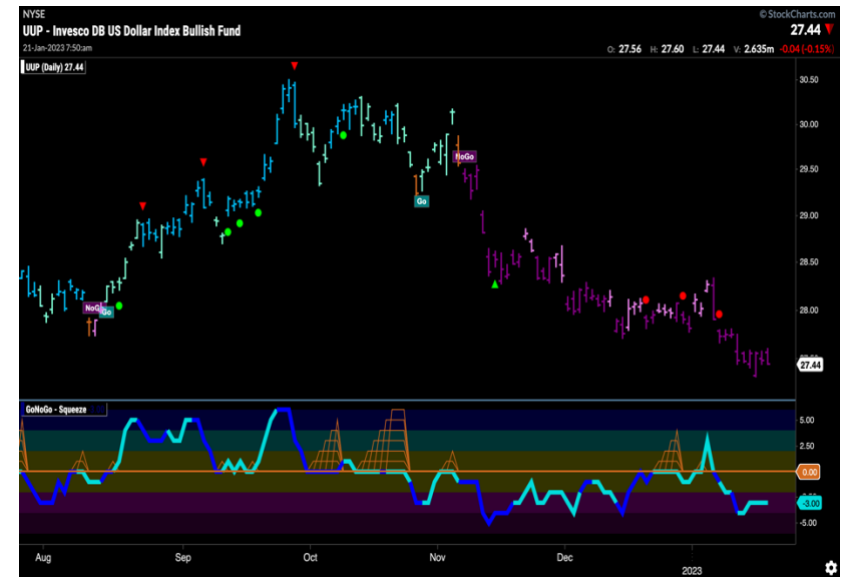 NYSE
© StockCharts.com
UUP - Invesco DB US Dollar Index Bullish Fund
27.44
21-Jan-2023 7:50:am
O: 27.56 H: 27.60 L: 27.44 V: 2.635m -0.04 (-0.15%)
UUP (Daily) 27.44
30.50
30.00
29.50
NoGo
Go
29.00
28.50
NoGo
Go
28.00
27.44
GoNoGo - Squeeze
5.00
2.50
0.00
-3.00
-5.00
Aug Sep Oct Nov Dec 2023